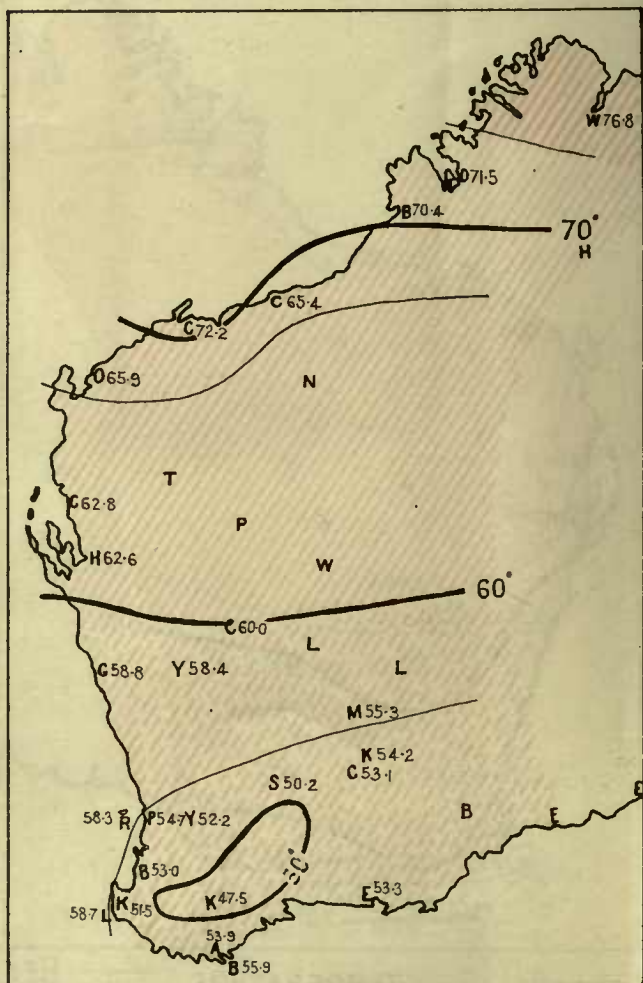 W 76.8
D 71.5
B 70.4
70°
H
C 65.4
C 72.2
O 65.9
N
T
C 62.8
P
H 62.6
W
60°
C 60.0
L
G 58.8
Y 58.4
L
M 55.3
K 54.2
C 53.1
S 50.2
B
E
E
58.3 R
P 54.7
Y 52.2
B 53.0
50°
K 47.5
E 53.3
58.7 L
K 51.5
53.9
A
B 55.9